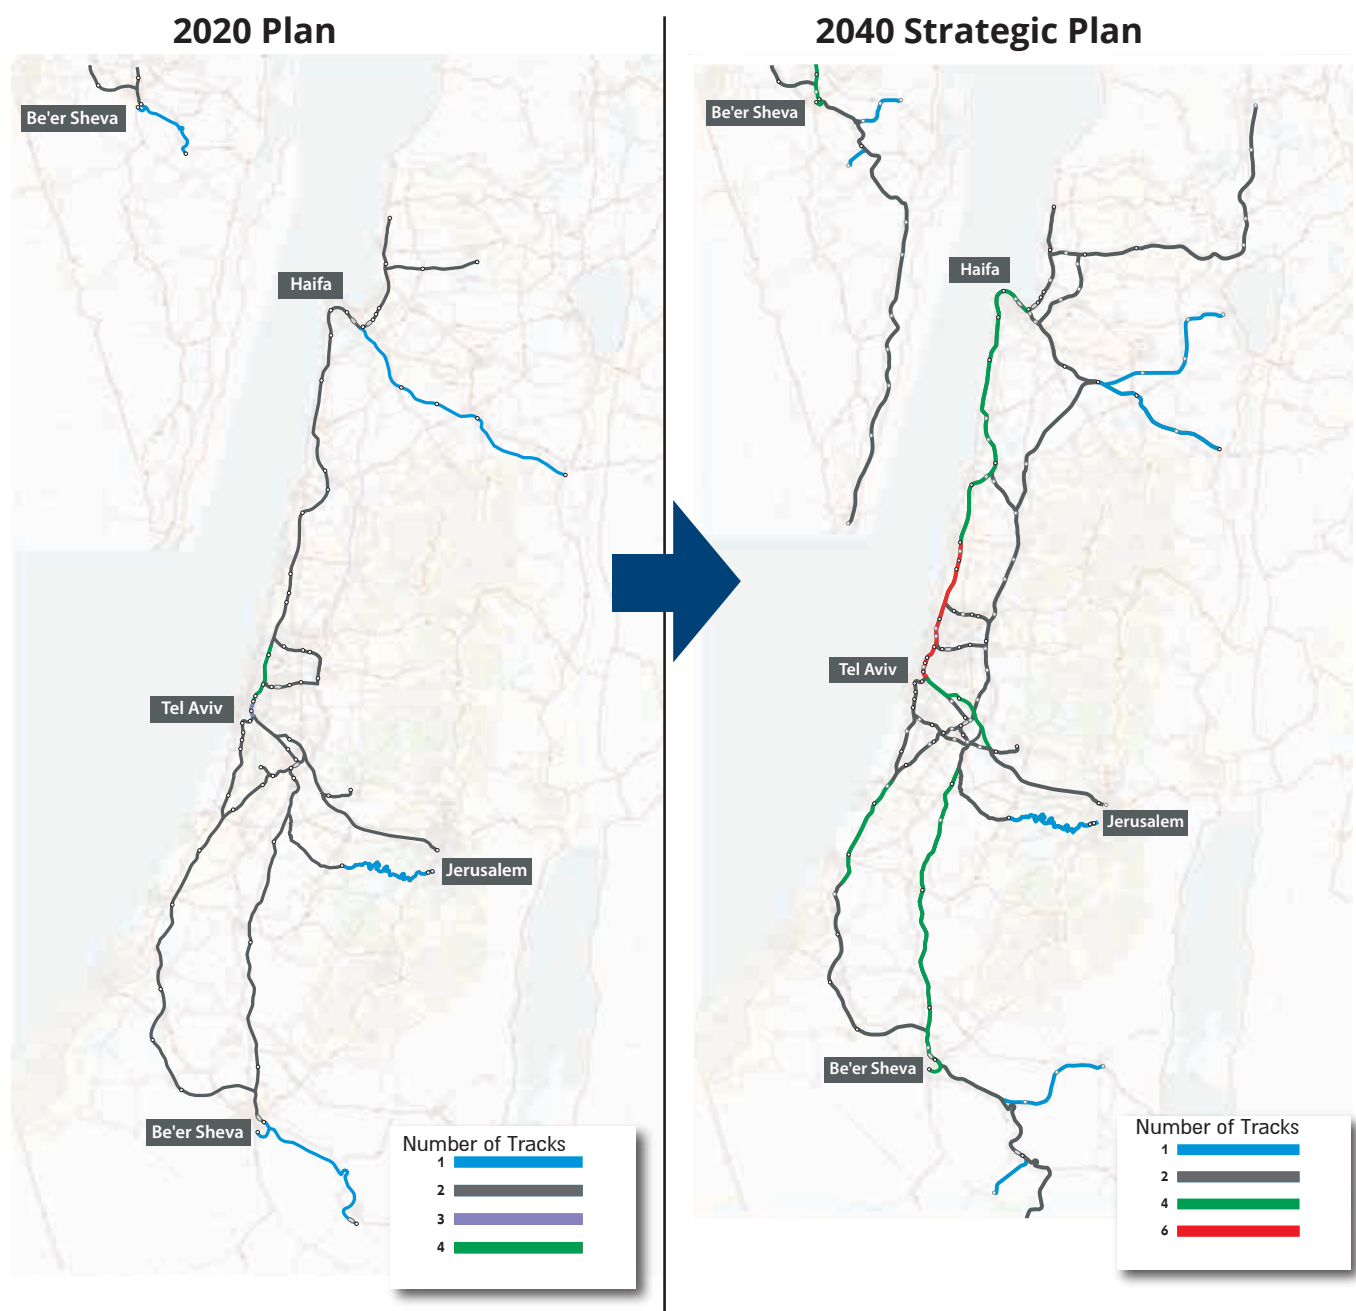 2020 Plan
2040 Strategic Plan
Be'er Sheva
Haifa
Tel Aviv
Jerusalem
Be'er Sheva
Number of Tracks
1
2
3
4
Be'er Sheva
Haifa
Tel Aviv
Jerusalem
Be'er Sheva
Number of Tracks
1
2
4
6